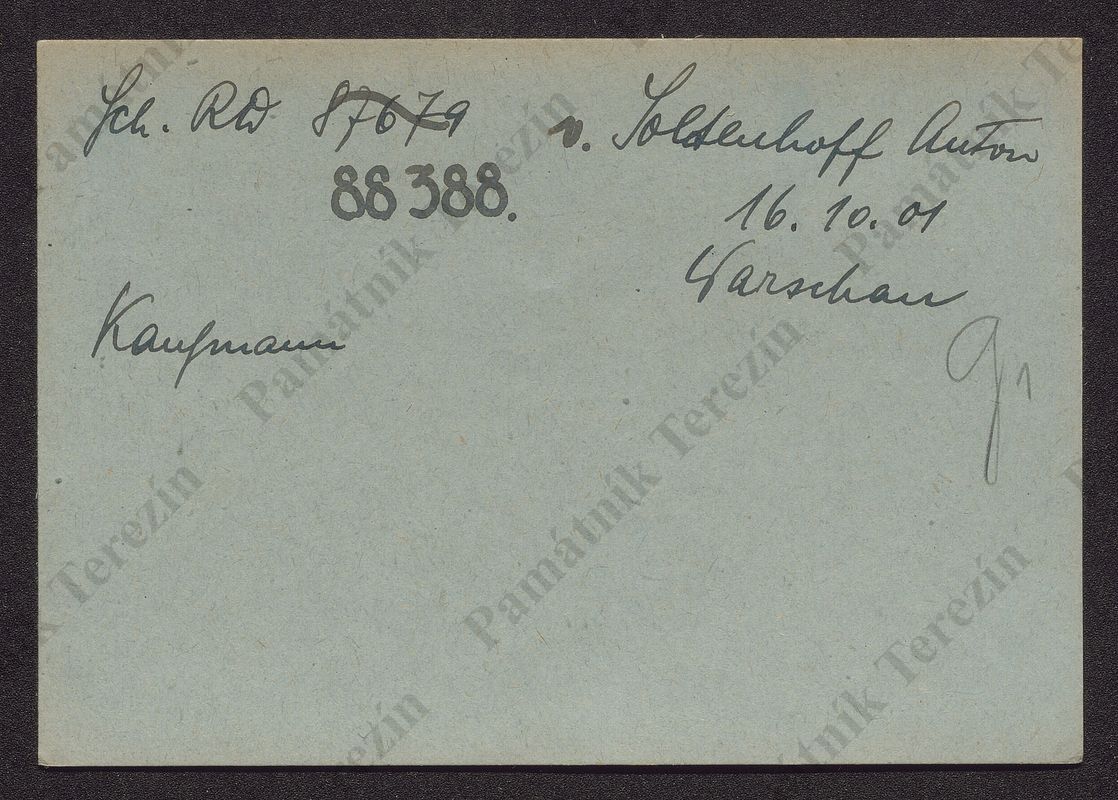 Sch. RD 87679 v. Soltenhoff Anton
88388.
16.10.01
Warschau
Kaufmann
Památník Terezín